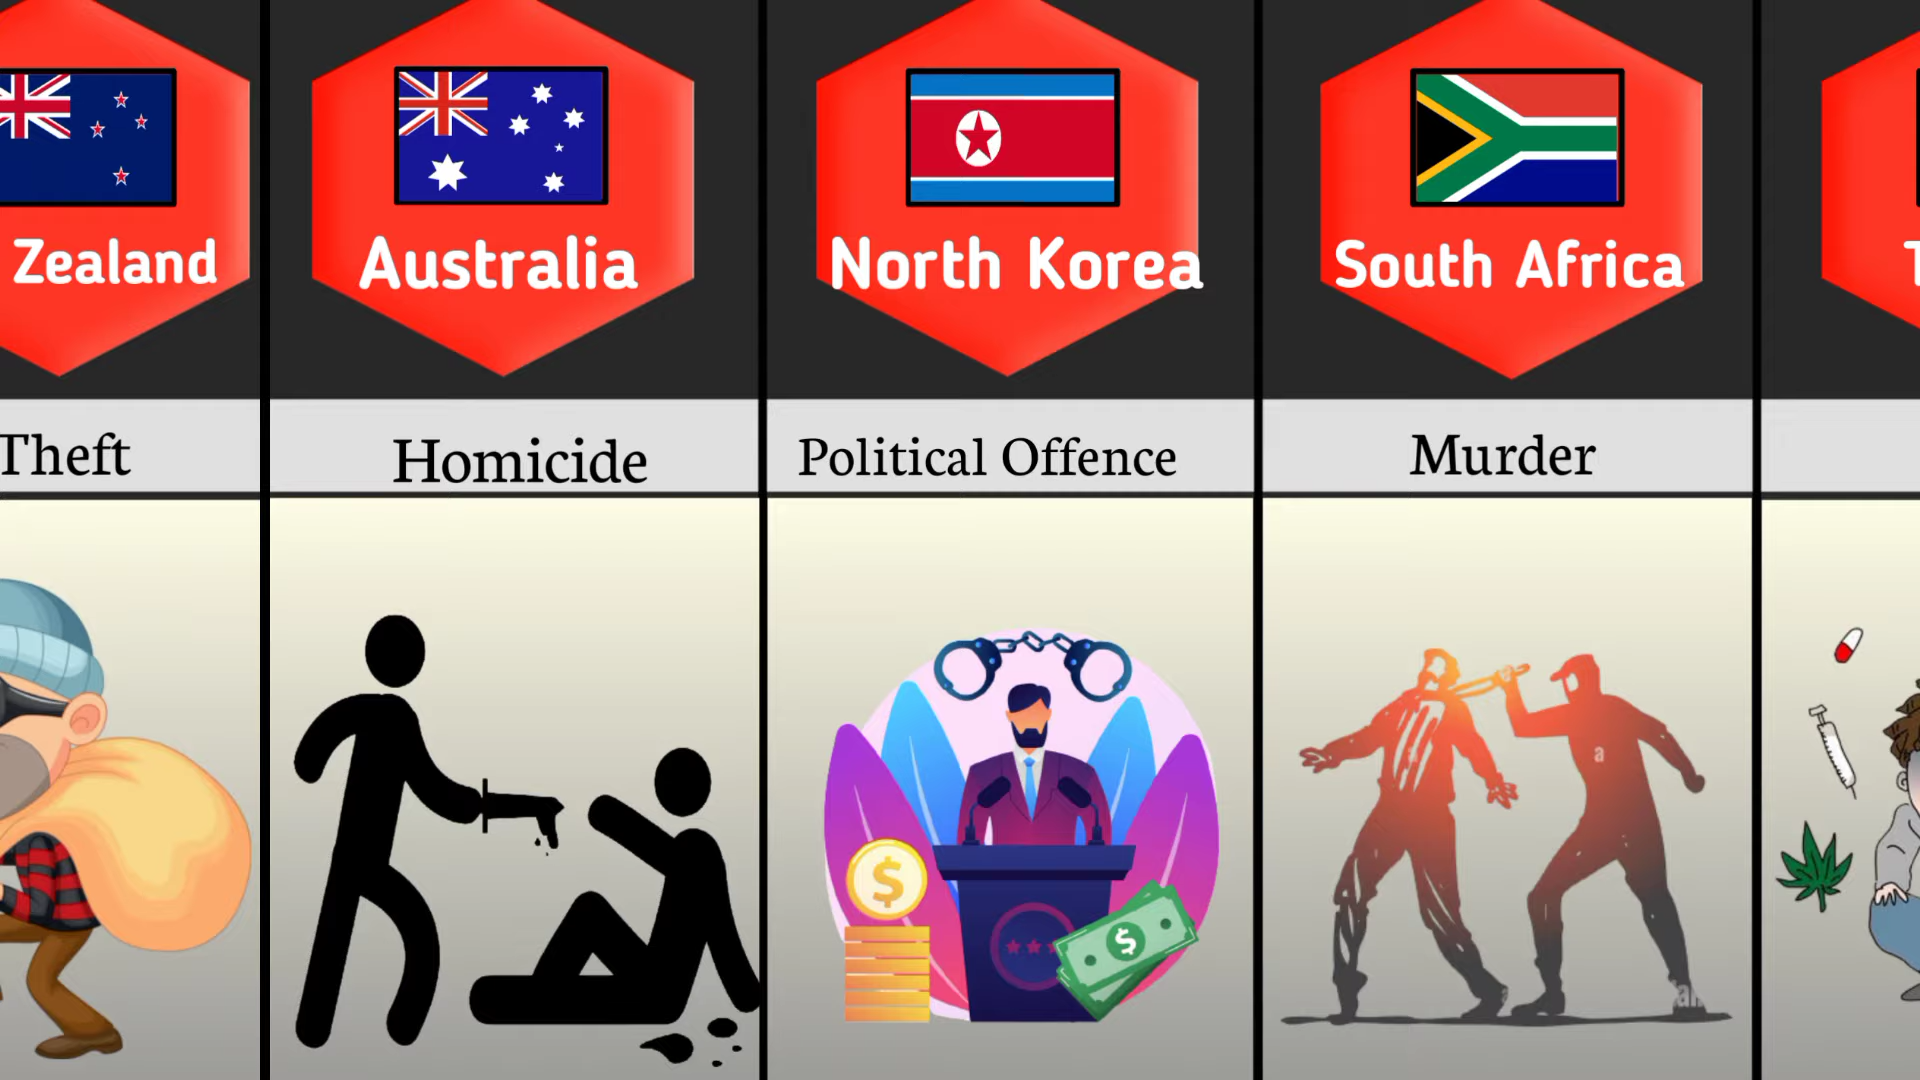 Zealand
Australia
North Korea
South Africa
T
Theft
Homicide
Political Offence
Murder
$
$
a
a